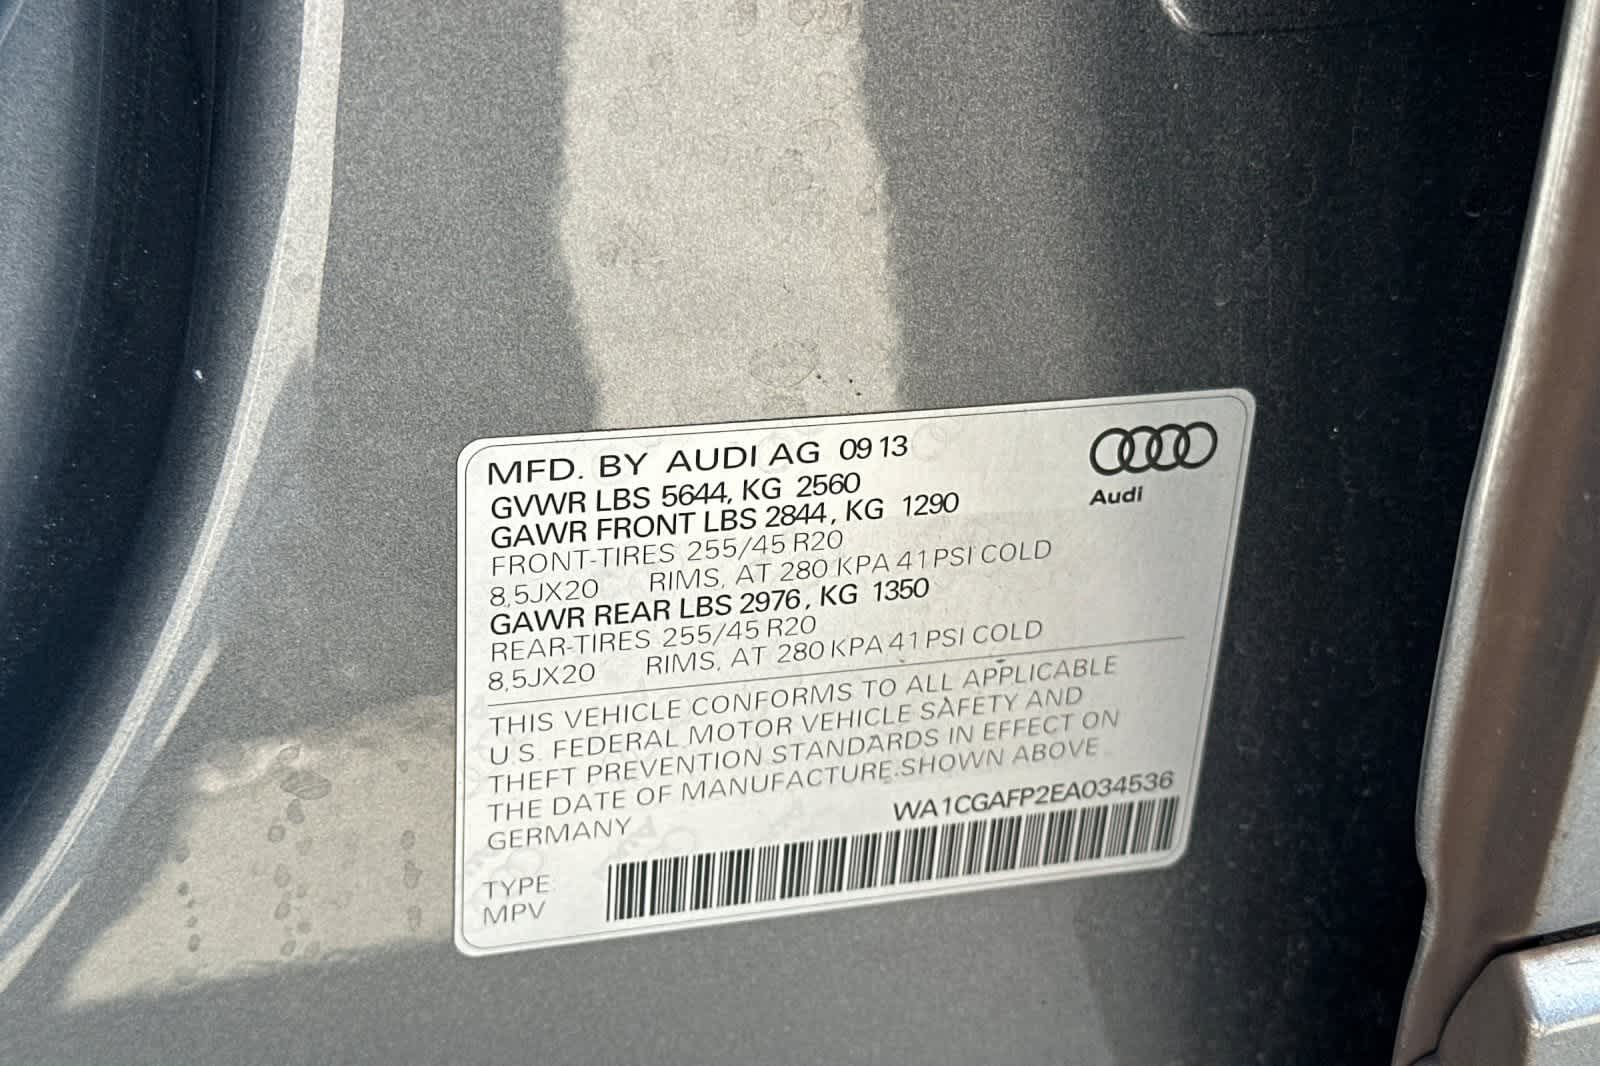 MFD. BY AUDI AG 09 13
Audi
GVWR LBS 5644, KG 2560
GAWR FRONT LBS 2844, KG 1290
FRONT-TIRES 255/45 R20
8,5JX20 RIMS, AT 280 KPA 41 PSI COLD
GAWR REAR LBS 2976, KG 1350
REAR-TIRES 255/45 R20
8,5JX20 RIMS, AT 280 KPA 41 PSI COLD
THIS VEHICLE CONFORMS TO ALL APPLICABLE
U.S. FEDERAL MOTOR VEHICLE SAFETY AND
THEFT PREVENTION STANDARDS IN EFFECT ON
THE DATE OF MANUFACTURE SHOWN ABOVE
GERMANY
WA1CGAFP2EA034536
TYPE:
MPV